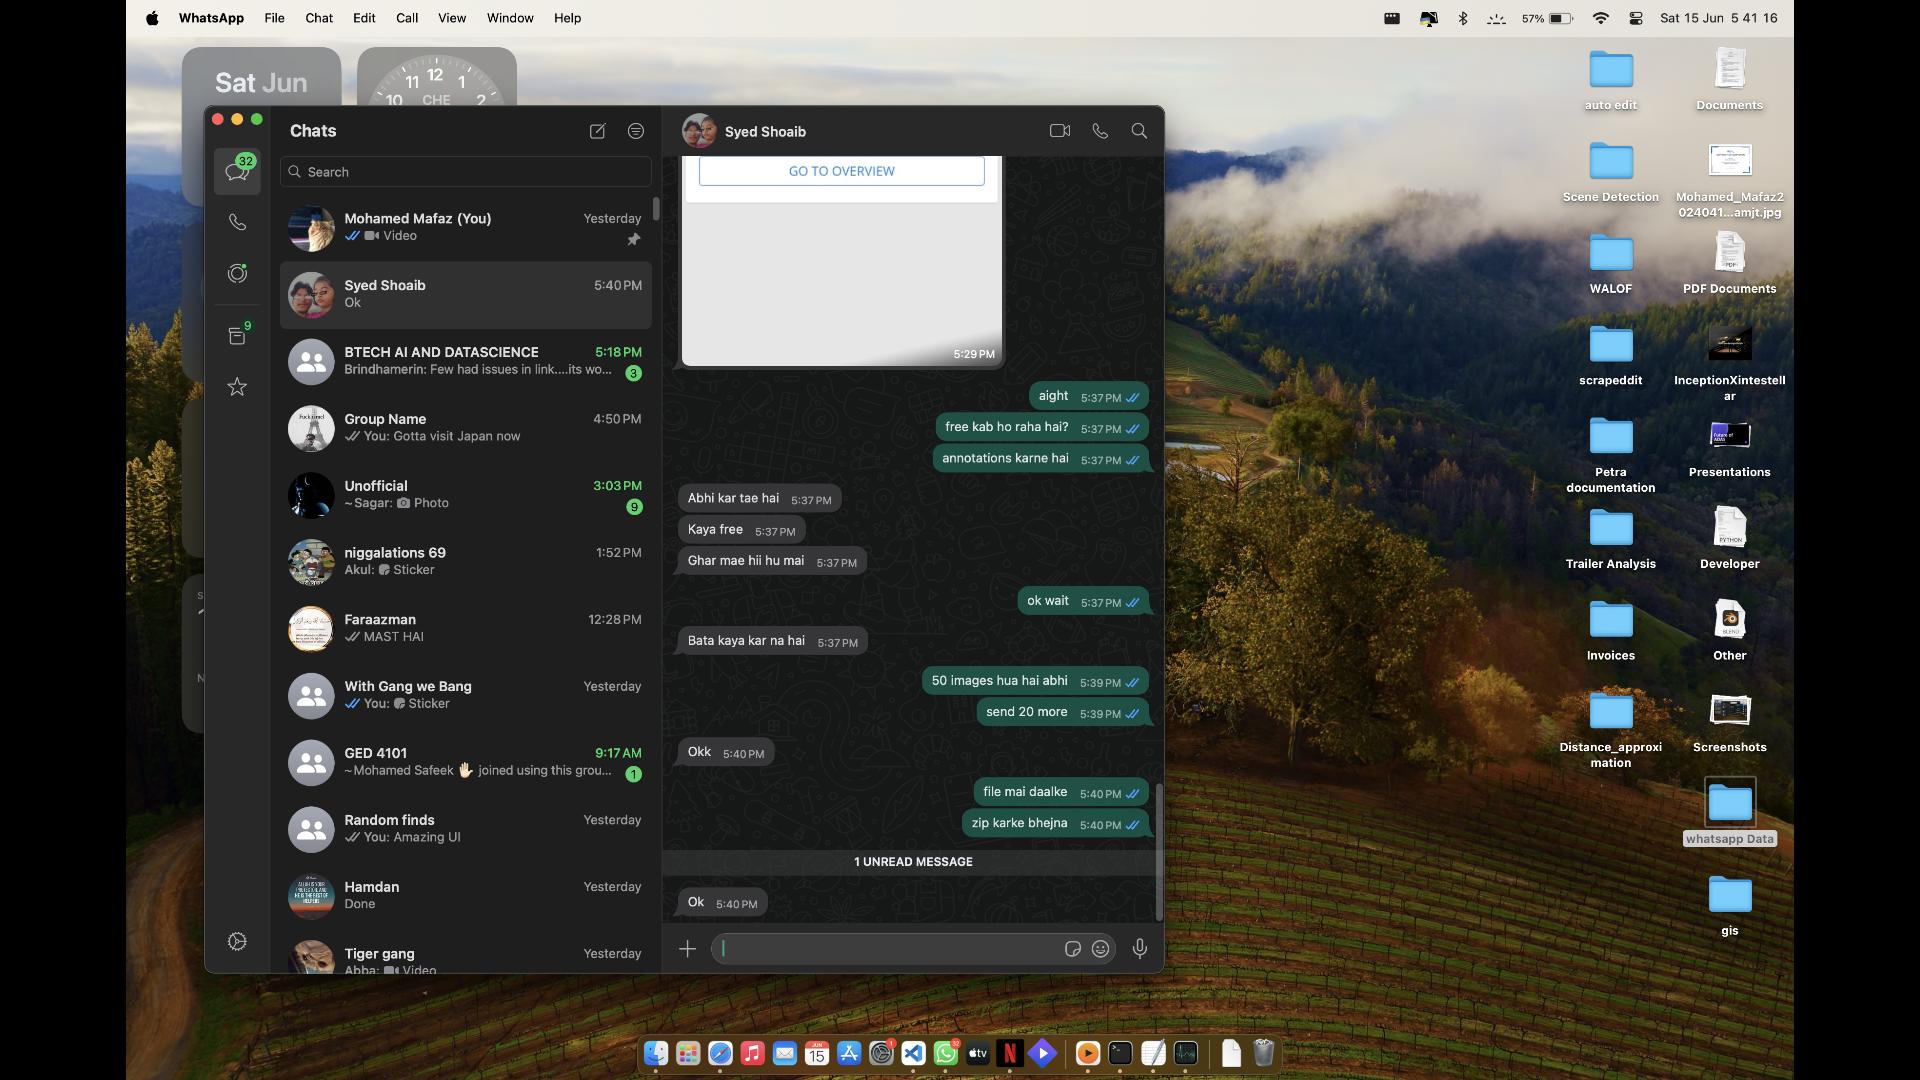 WhatsApp File Chat Edit Call View Window Help
57% Sat 15 Jun 5 41 16
Sat Jun
11 12 1
10 CHE 2
Chats
32
9
Search
Mohamed Mafaz (You) Yesterday
Video
Syed Shoaib 5:40 PM
Ok
BTECH AI AND DATASCIENCE 5:18 PM
Brindhamerin: Few had issues in link....its wo... 3
Group Name 4:50 PM
You: Gotta visit Japan now
Unofficial 3:03 PM
~Sagar: Photo 9
niggalations 69 1:52 PM
Akul: Sticker
Faraazman 12:28 PM
MAST HAI
With Gang we Bang Yesterday
You: Sticker
GED 4101 9:17 AM
~Mohamed Safeek 🖐🏻 joined using this grou... 1
Random finds Yesterday
You: Amazing UI
Hamdan Yesterday
Done
Tiger gang Yesterday
Abba: Video
Syed Shoaib
GO TO OVERVIEW
5:29 PM
aight 5:37 PM
free kab ho raha hai? 5:37 PM
annotations karne hai 5:37 PM
Abhi kar tae hai 5:37 PM
Kaya free 5:37 PM
Ghar mae hii hu mai 5:37 PM
ok wait 5:37 PM
Bata kaya kar na hai 5:37 PM
50 images hua hai abhi 5:39 PM
send 20 more 5:39 PM
Okk 5:40 PM
file mai daalke 5:40 PM
zip karke bhejna 5:40 PM
1 UNREAD MESSAGE
Ok 5:40 PM
auto edit
Documents
Scene Detection
Mohamed_Mafaz2
024041...amjt.jpg
WALOF
PDF Documents
scrapeddit
InceptionXintestell
ar
Petra
documentation
Presentations
Trailer Analysis
Developer
Invoices
Other
Distance_approxi
mation
Screenshots
whatsapp Data
gis
JUN
15
1
32
tv